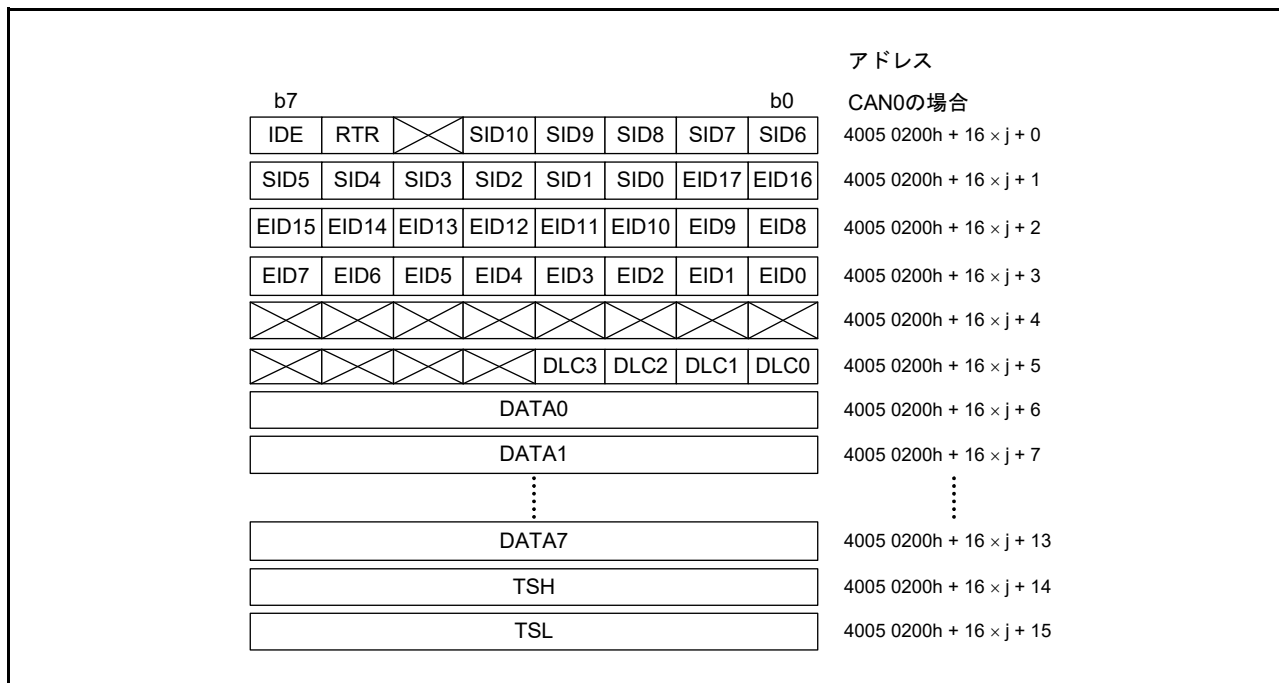 アドレス
b7 b0 CAN0の場合
IDE RTR SID10 SID9 SID8 SID7 SID6 4005 0200h + 16 × j + 0
SID5 SID4 SID3 SID2 SID1 SID0 EID17 EID16 4005 0200h + 16 × j + 1
EID15 EID14 EID13 EID12 EID11 EID10 EID9 EID8 4005 0200h + 16 × j + 2
EID7 EID6 EID5 EID4 EID3 EID2 EID1 EID0 4005 0200h + 16 × j + 3
4005 0200h + 16 × j + 4
DLC3 DLC2 DLC1 DLC0 4005 0200h + 16 × j + 5
DATA0 4005 0200h + 16 × j + 6
DATA1 4005 0200h + 16 × j + 7
DATA7 4005 0200h + 16 × j + 13
TSH 4005 0200h + 16 × j + 14
TSL 4005 0200h + 16 × j + 15